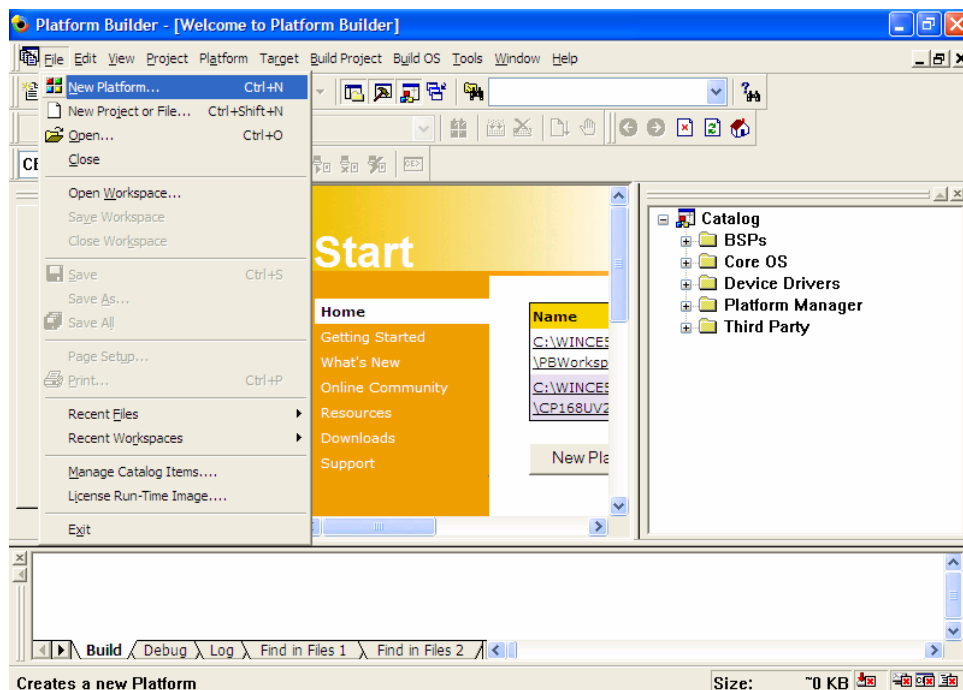 Platform Builder - [Welcome to Platform Builder]
File Edit View Project Platform Target Build Project Build OS Tools Window Help
New Platform... Ctrl+N
New Project or File... Ctrl+Shift+N
Open... Ctrl+O
Close
Open Workspace...
Save Workspace
Close Workspace
Save Ctrl+S
Save As...
Save All
Page Setup...
Print... Ctrl+P
Recent Files
Recent Workspaces
Manage Catalog Items....
License Run-Time Image....
Exit
CE
Start
Home
Getting Started
What's New
Online Community
Resources
Downloads
Support
Name
C:\WINCE5
\PBWorksp
C:\WINCE5
\CP168UV2
New Pla
Catalog
BSPs
Core OS
Device Drivers
Platform Manager
Third Party
Build Debug Log Find in Files 1 Find in Files 2
Creates a new Platform
Size: ~0 KB